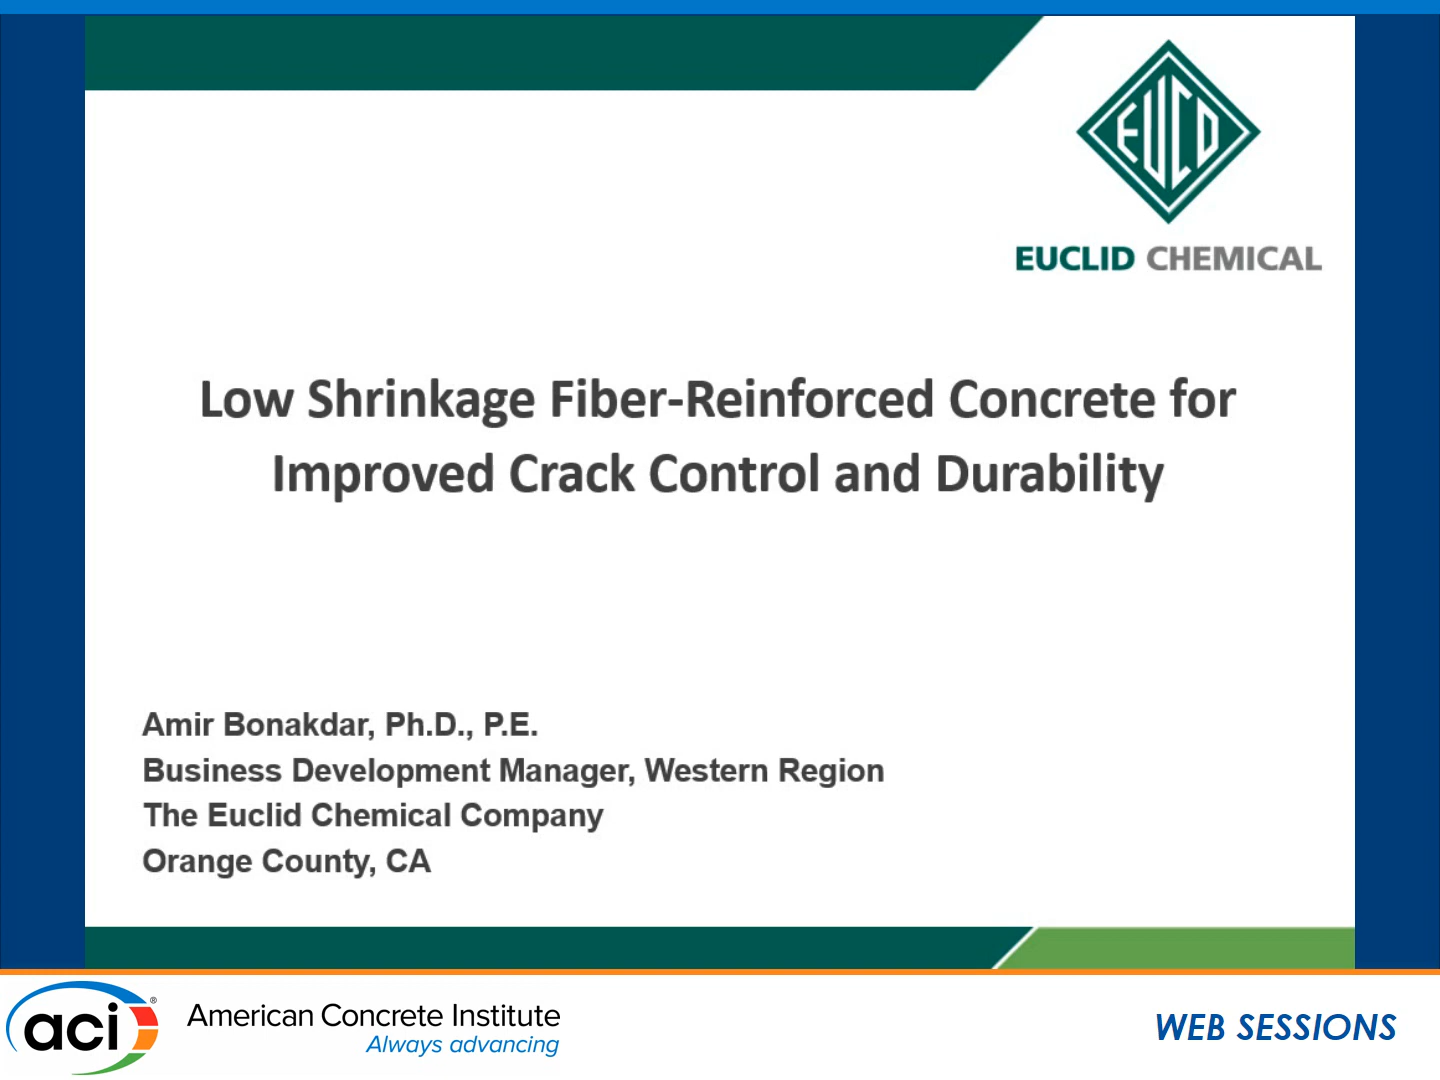 EUCO
EUCLID CHEMICAL
Low Shrinkage Fiber-Reinforced Concrete for
Improved Crack Control and Durability
Amir Bonakdar, Ph.D., P.E.
Business Development Manager, Western Region
The Euclid Chemical Company
Orange County, CA
aci®
American Concrete Institute
Always advancing
WEB SESSIONS